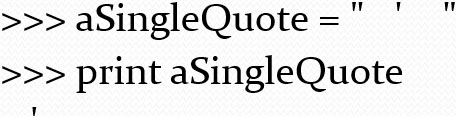 >>> aSingleQuote = " ' "
>>> print aSingleQuote
'